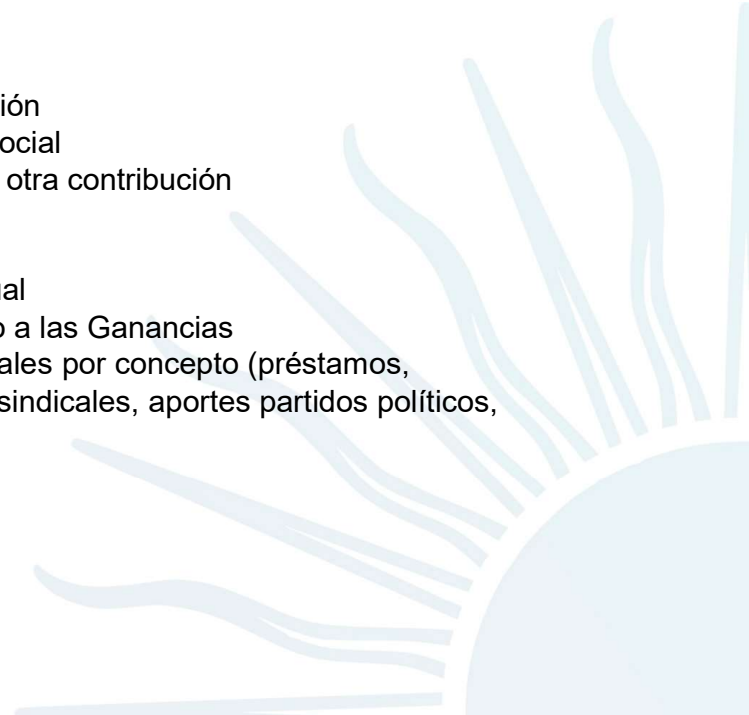 ión
ocial
otra contribución
al
o a las Ganancias
ales por concepto (préstamos,
sindicales, aportes partidos políticos,